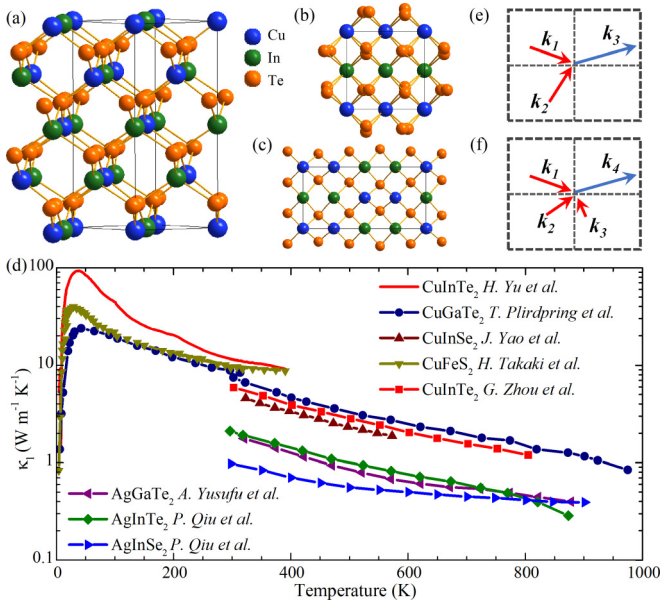 (a)
Cu
In
Te
(b)
(c)
(e)
k1
k2
k3
(f)
k1
k2
k3
k4
(d)
100
10
1
0.1
κl (W m-1 K-1)
CuInTe2 H. Yu et al.
CuGaTe2 T. Plirdpring et al.
CuInSe2 J. Yao et al.
CuFeS2 H. Takaki et al.
CuInTe2 G. Zhou et al.
AgGaTe2 A. Yusufu et al.
AgInTe2 P. Qiu et al.
AgInSe2 P. Qiu et al.
0 200 400 600 800 1000
Temperature (K)